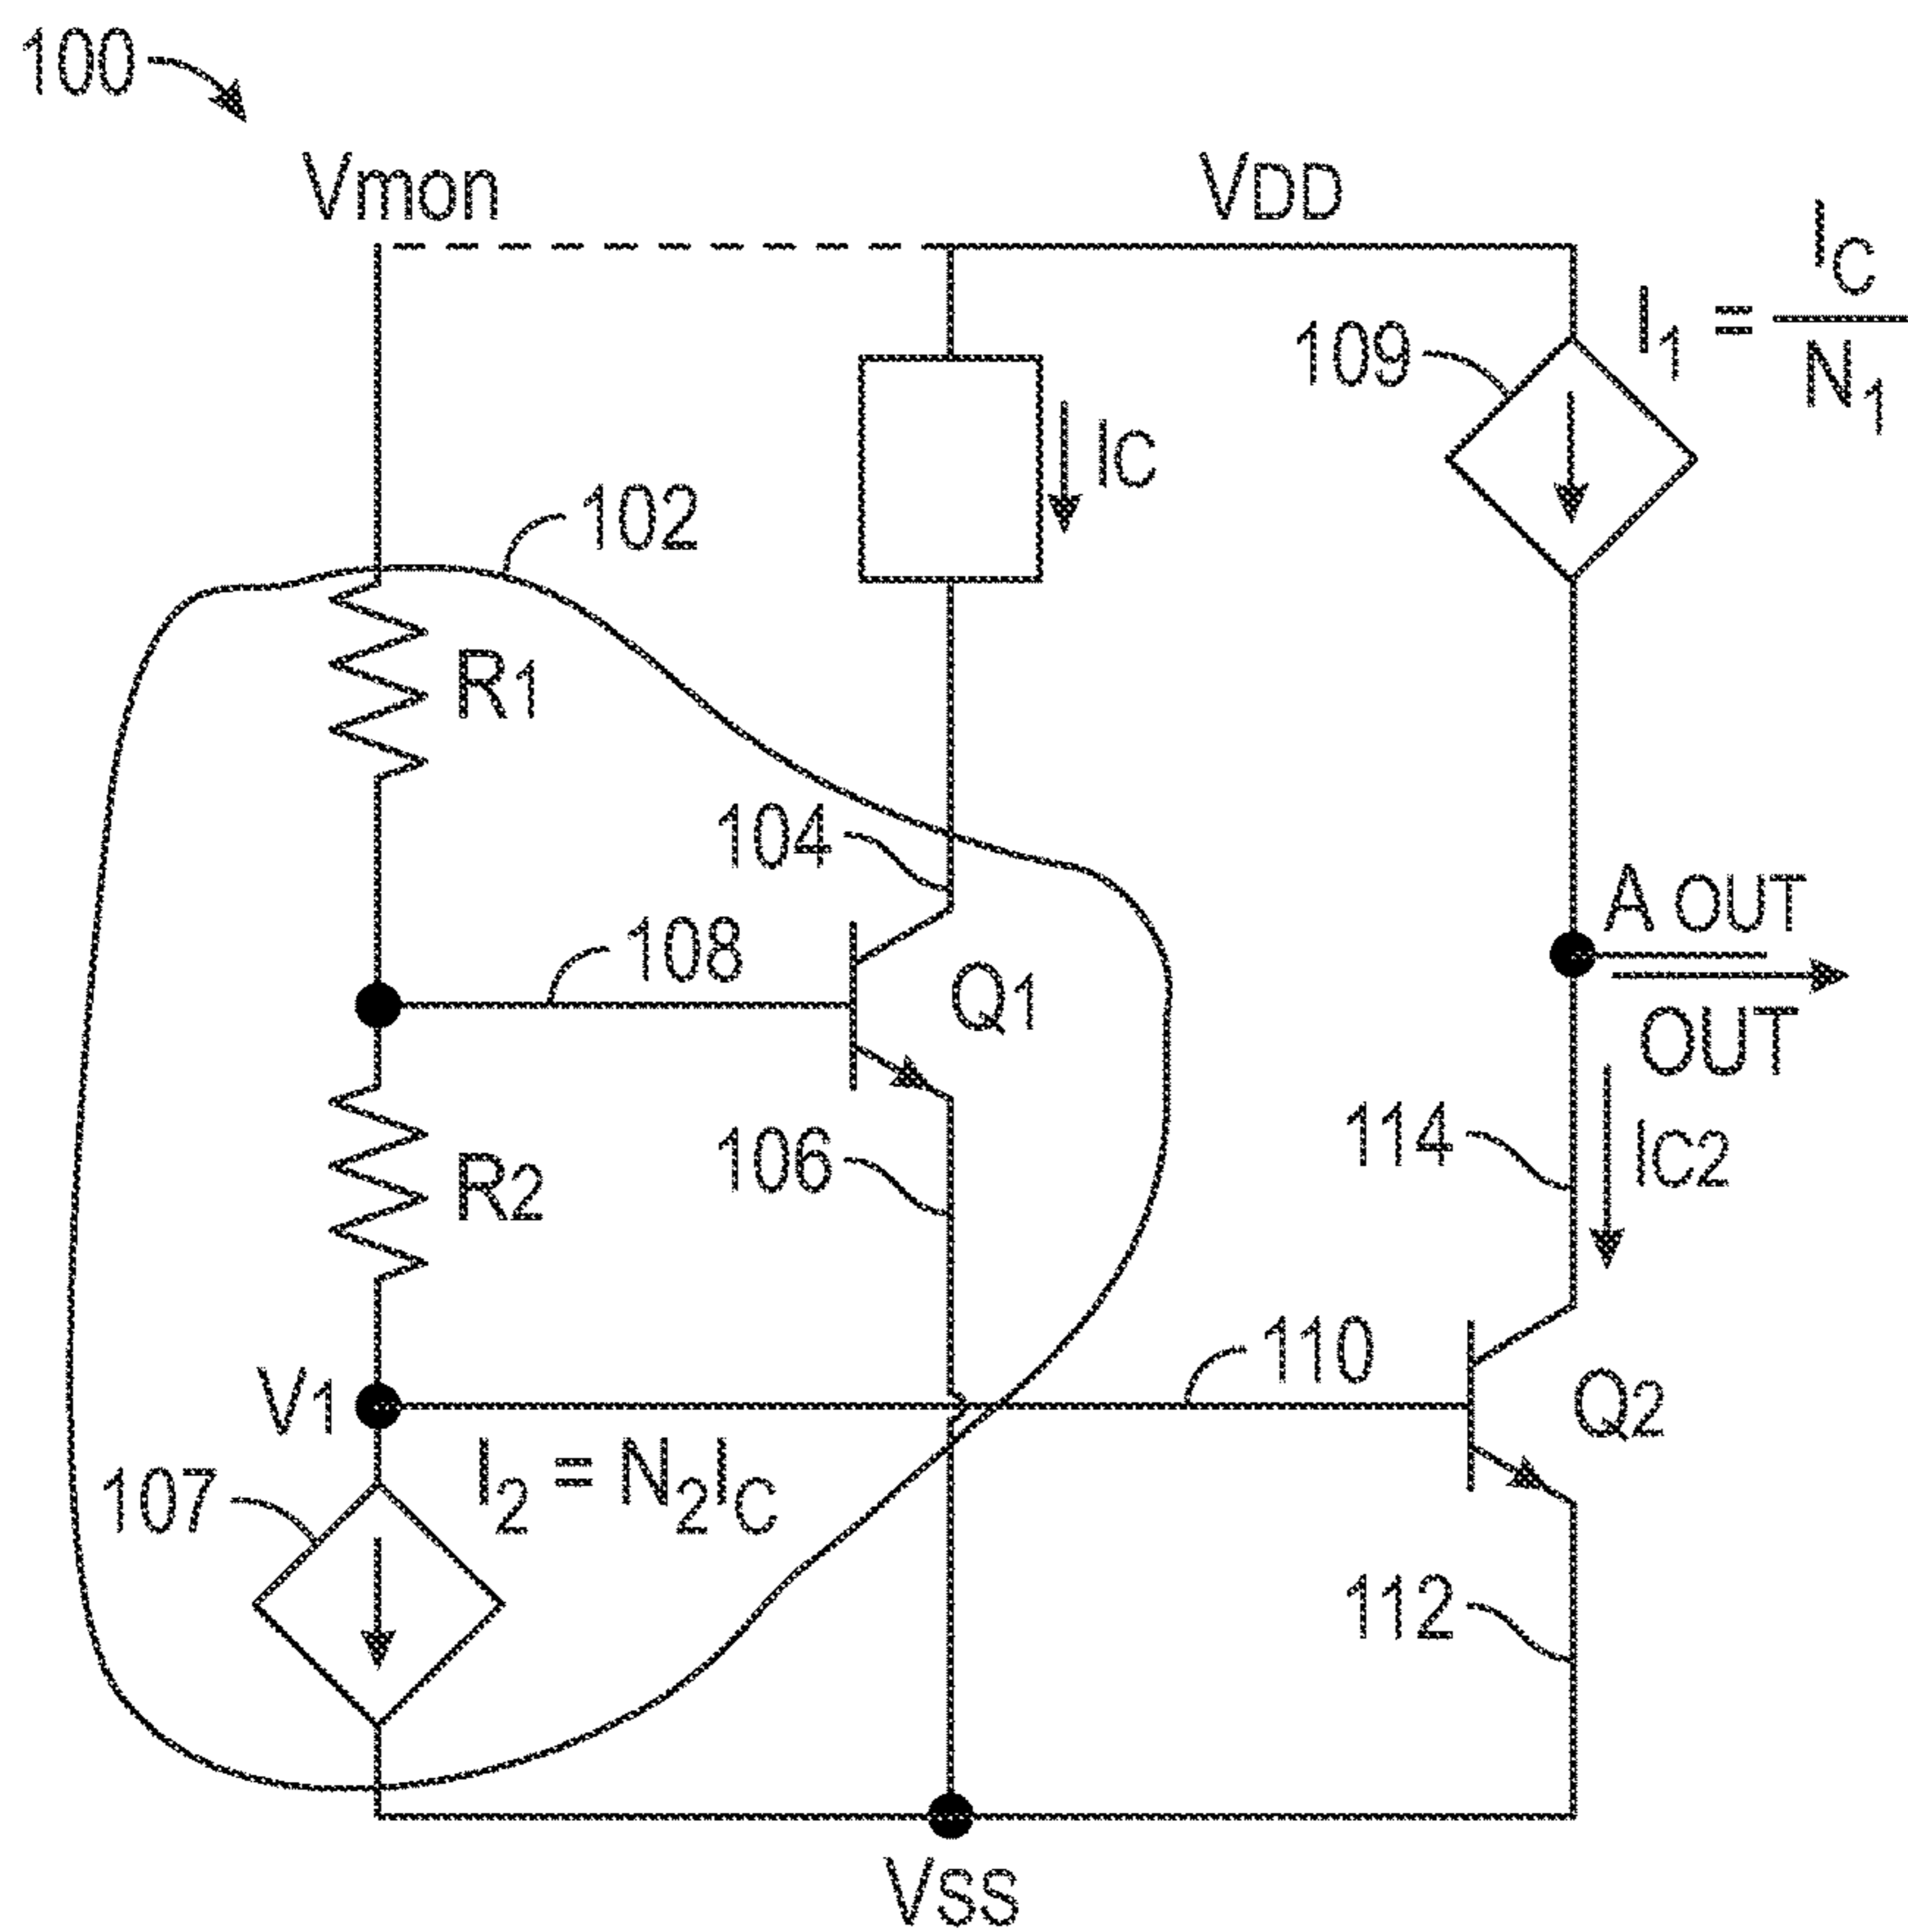 100
Vmon
VDD
109
I1 = IC/N1
IC
102
R1
104
108
Q1
A OUT
OUT
R2
106
114
IC2
110
V1
Q2
I2 = N2IC
107
112
VSS